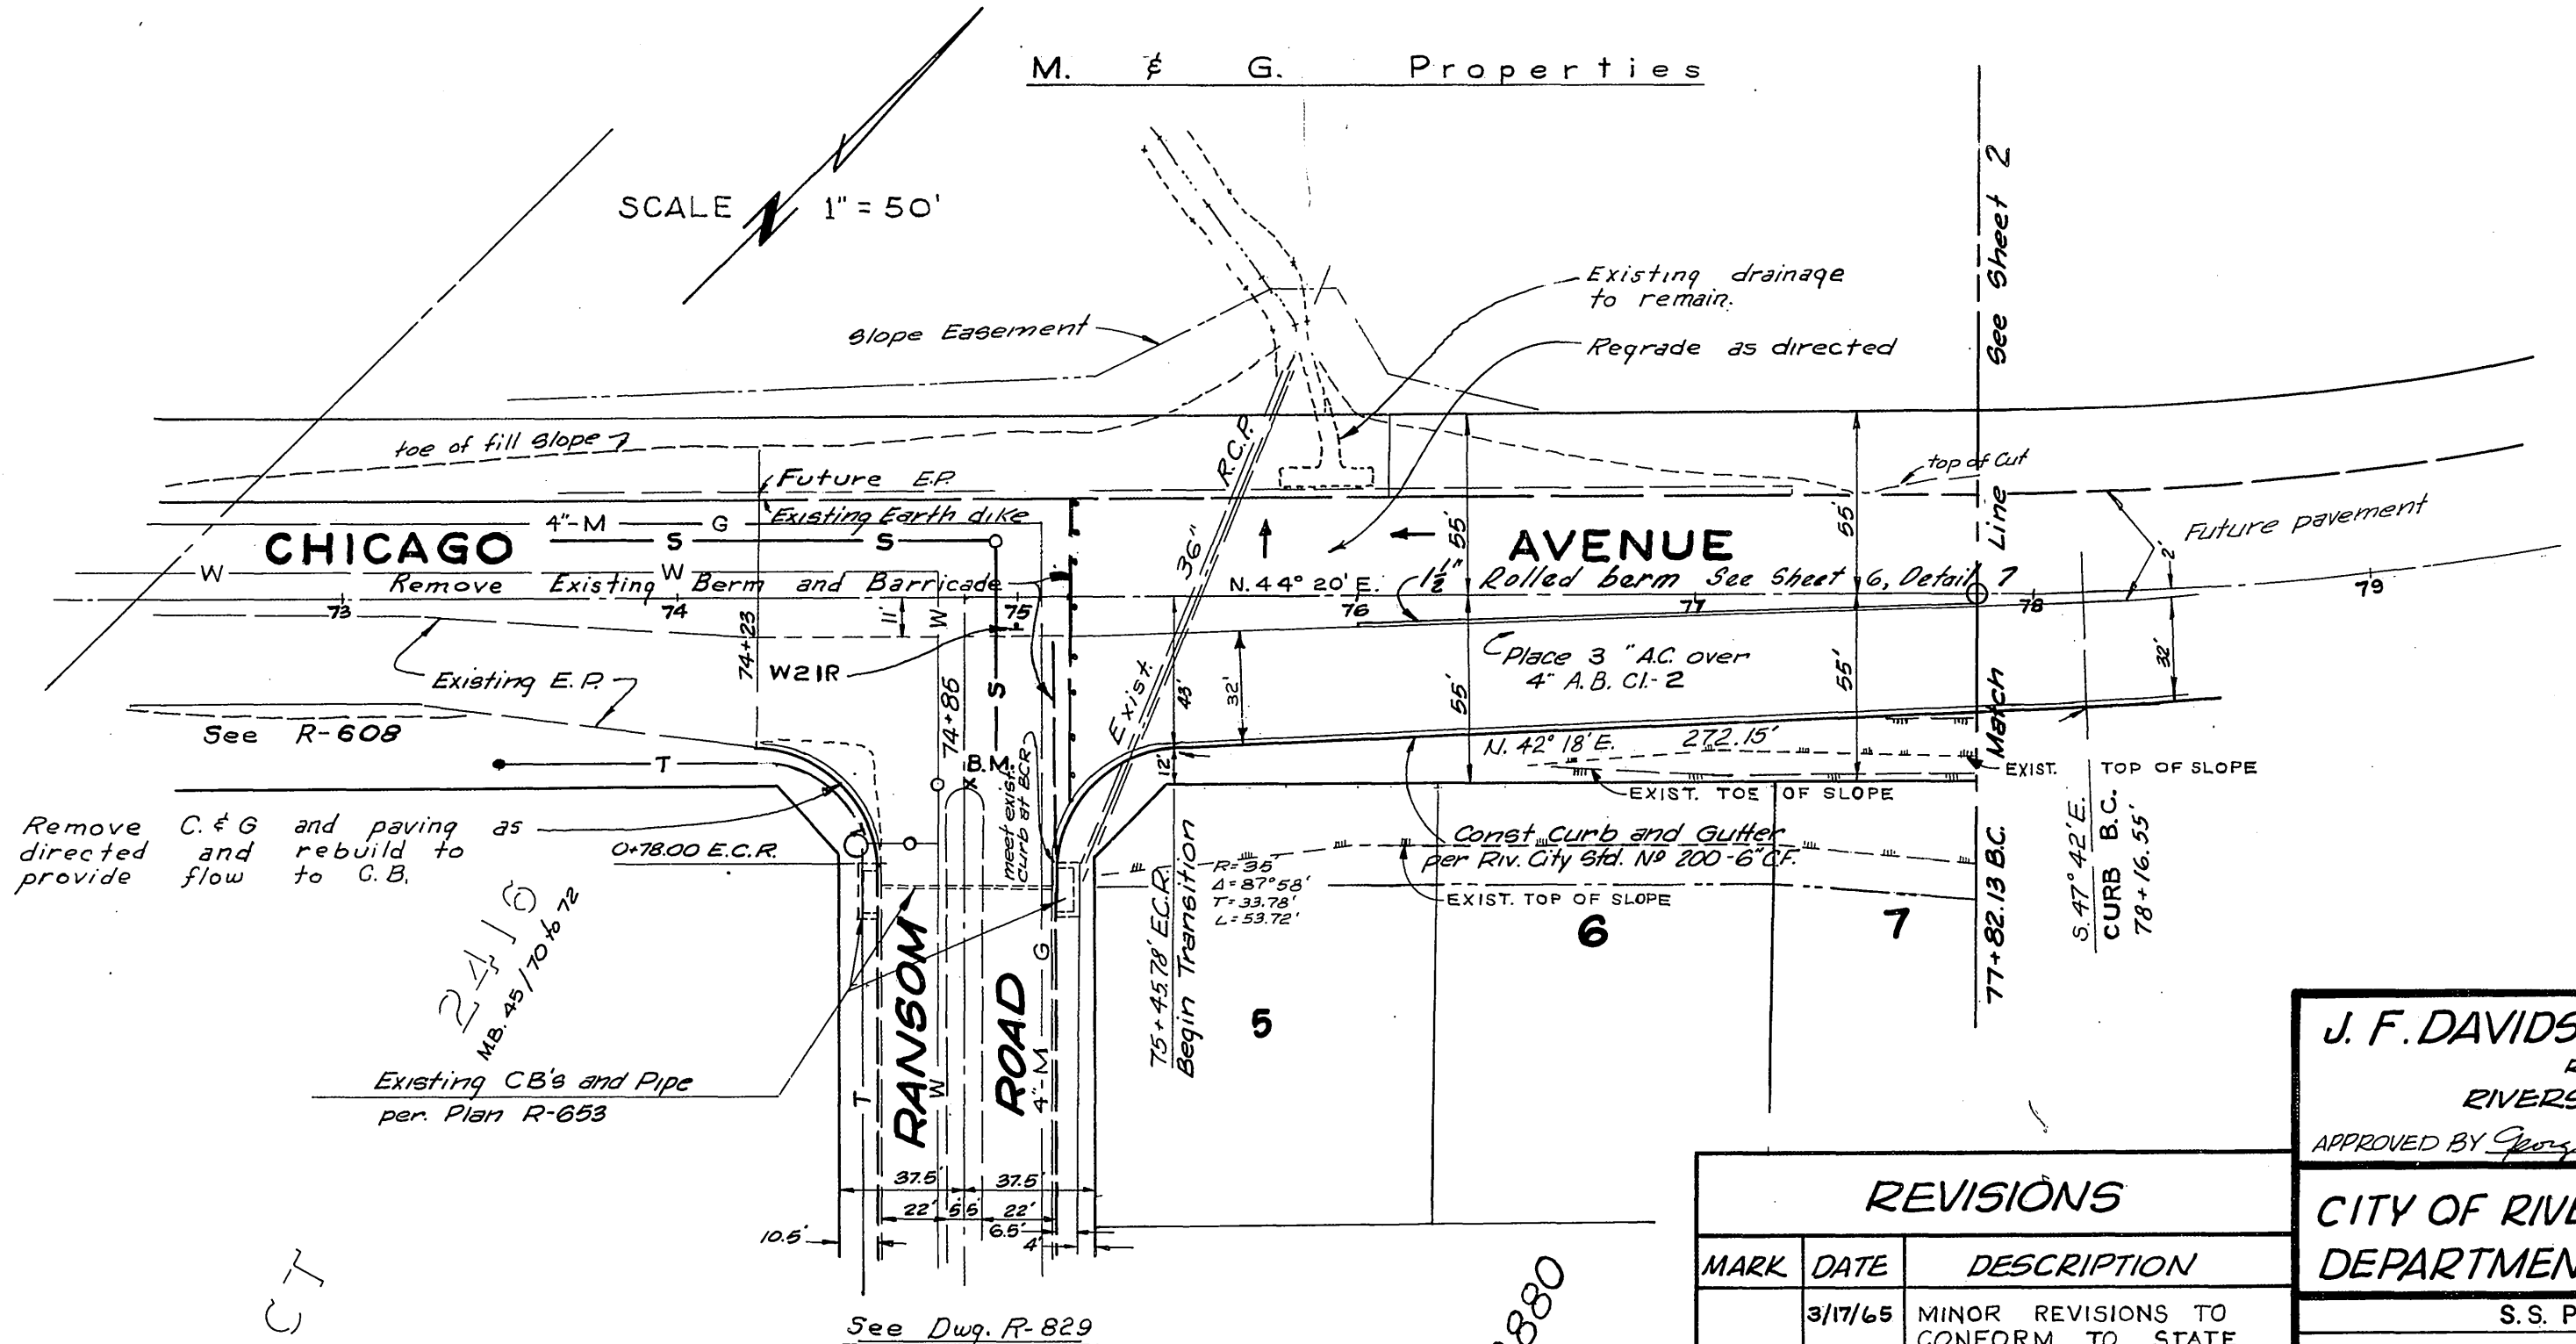 M. & G. Properties
SCALE 1" = 50'
N
See Sheet 2
Existing drainage
to remain.
Slope Easement
Regrade as directed
toe of fill slope
top of Cut
Future E.P.
Existing Earth dike
R.C.P.
36"
Exist.
4"-M
G
S
S
CHICAGO
AVENUE
55'
55'
Line
Future pavement
2'
W
W
Remove Existing Berm and Barricade
N. 44° 20' E.
1½" Rolled berm See Sheet 6, Detail 7
73
74
75
76
77
78
79
11'
W
74+23
W21R
Existing E.P.
74+85
S
43'
32'
55'
55'
32'
Place 3" A.C. over
4" A.B. Cl.-2
Match
See R-608
T
B.M.
X
meet exist.
curb at BCR
12'
N. 42° 18' E. 272.15'
EXIST. TOP OF SLOPE
EXIST. TOE OF SLOPE
Remove C. & G and paving as
directed and rebuild to
provide flow to C.B.
0+78.00 E.C.R.
Const. Curb and Gutter
per Riv. City Std. Nº 200-6" C.F.
R=35'
Δ=87°58'
T=33.78'
L=53.72'
EXIST. TOP OF SLOPE
75+45.78' E.C.R.
Begin Transition
77+82.13 B.C.
S. 47° 42' E.
CURB B.C.
78+16.55'
5
6
7
M.B. 45/70 to 72
Existing CB's and Pipe
per. Plan R-653
RANSOM
ROAD
T
W
4"-M
G
37.5' 37.5'
22' 5' 5' 22'
10.5'
6.5'
4'
See Dwg. R-829
CT
J. F. DAVIDS
RIVERS
APPROVED BY
CITY OF RIVE
DEPARTMEN
S. S. P
REVISIONS
MARK DATE DESCRIPTION
3/17/65 MINOR REVISIONS TO
CONFORM TO STATE
880